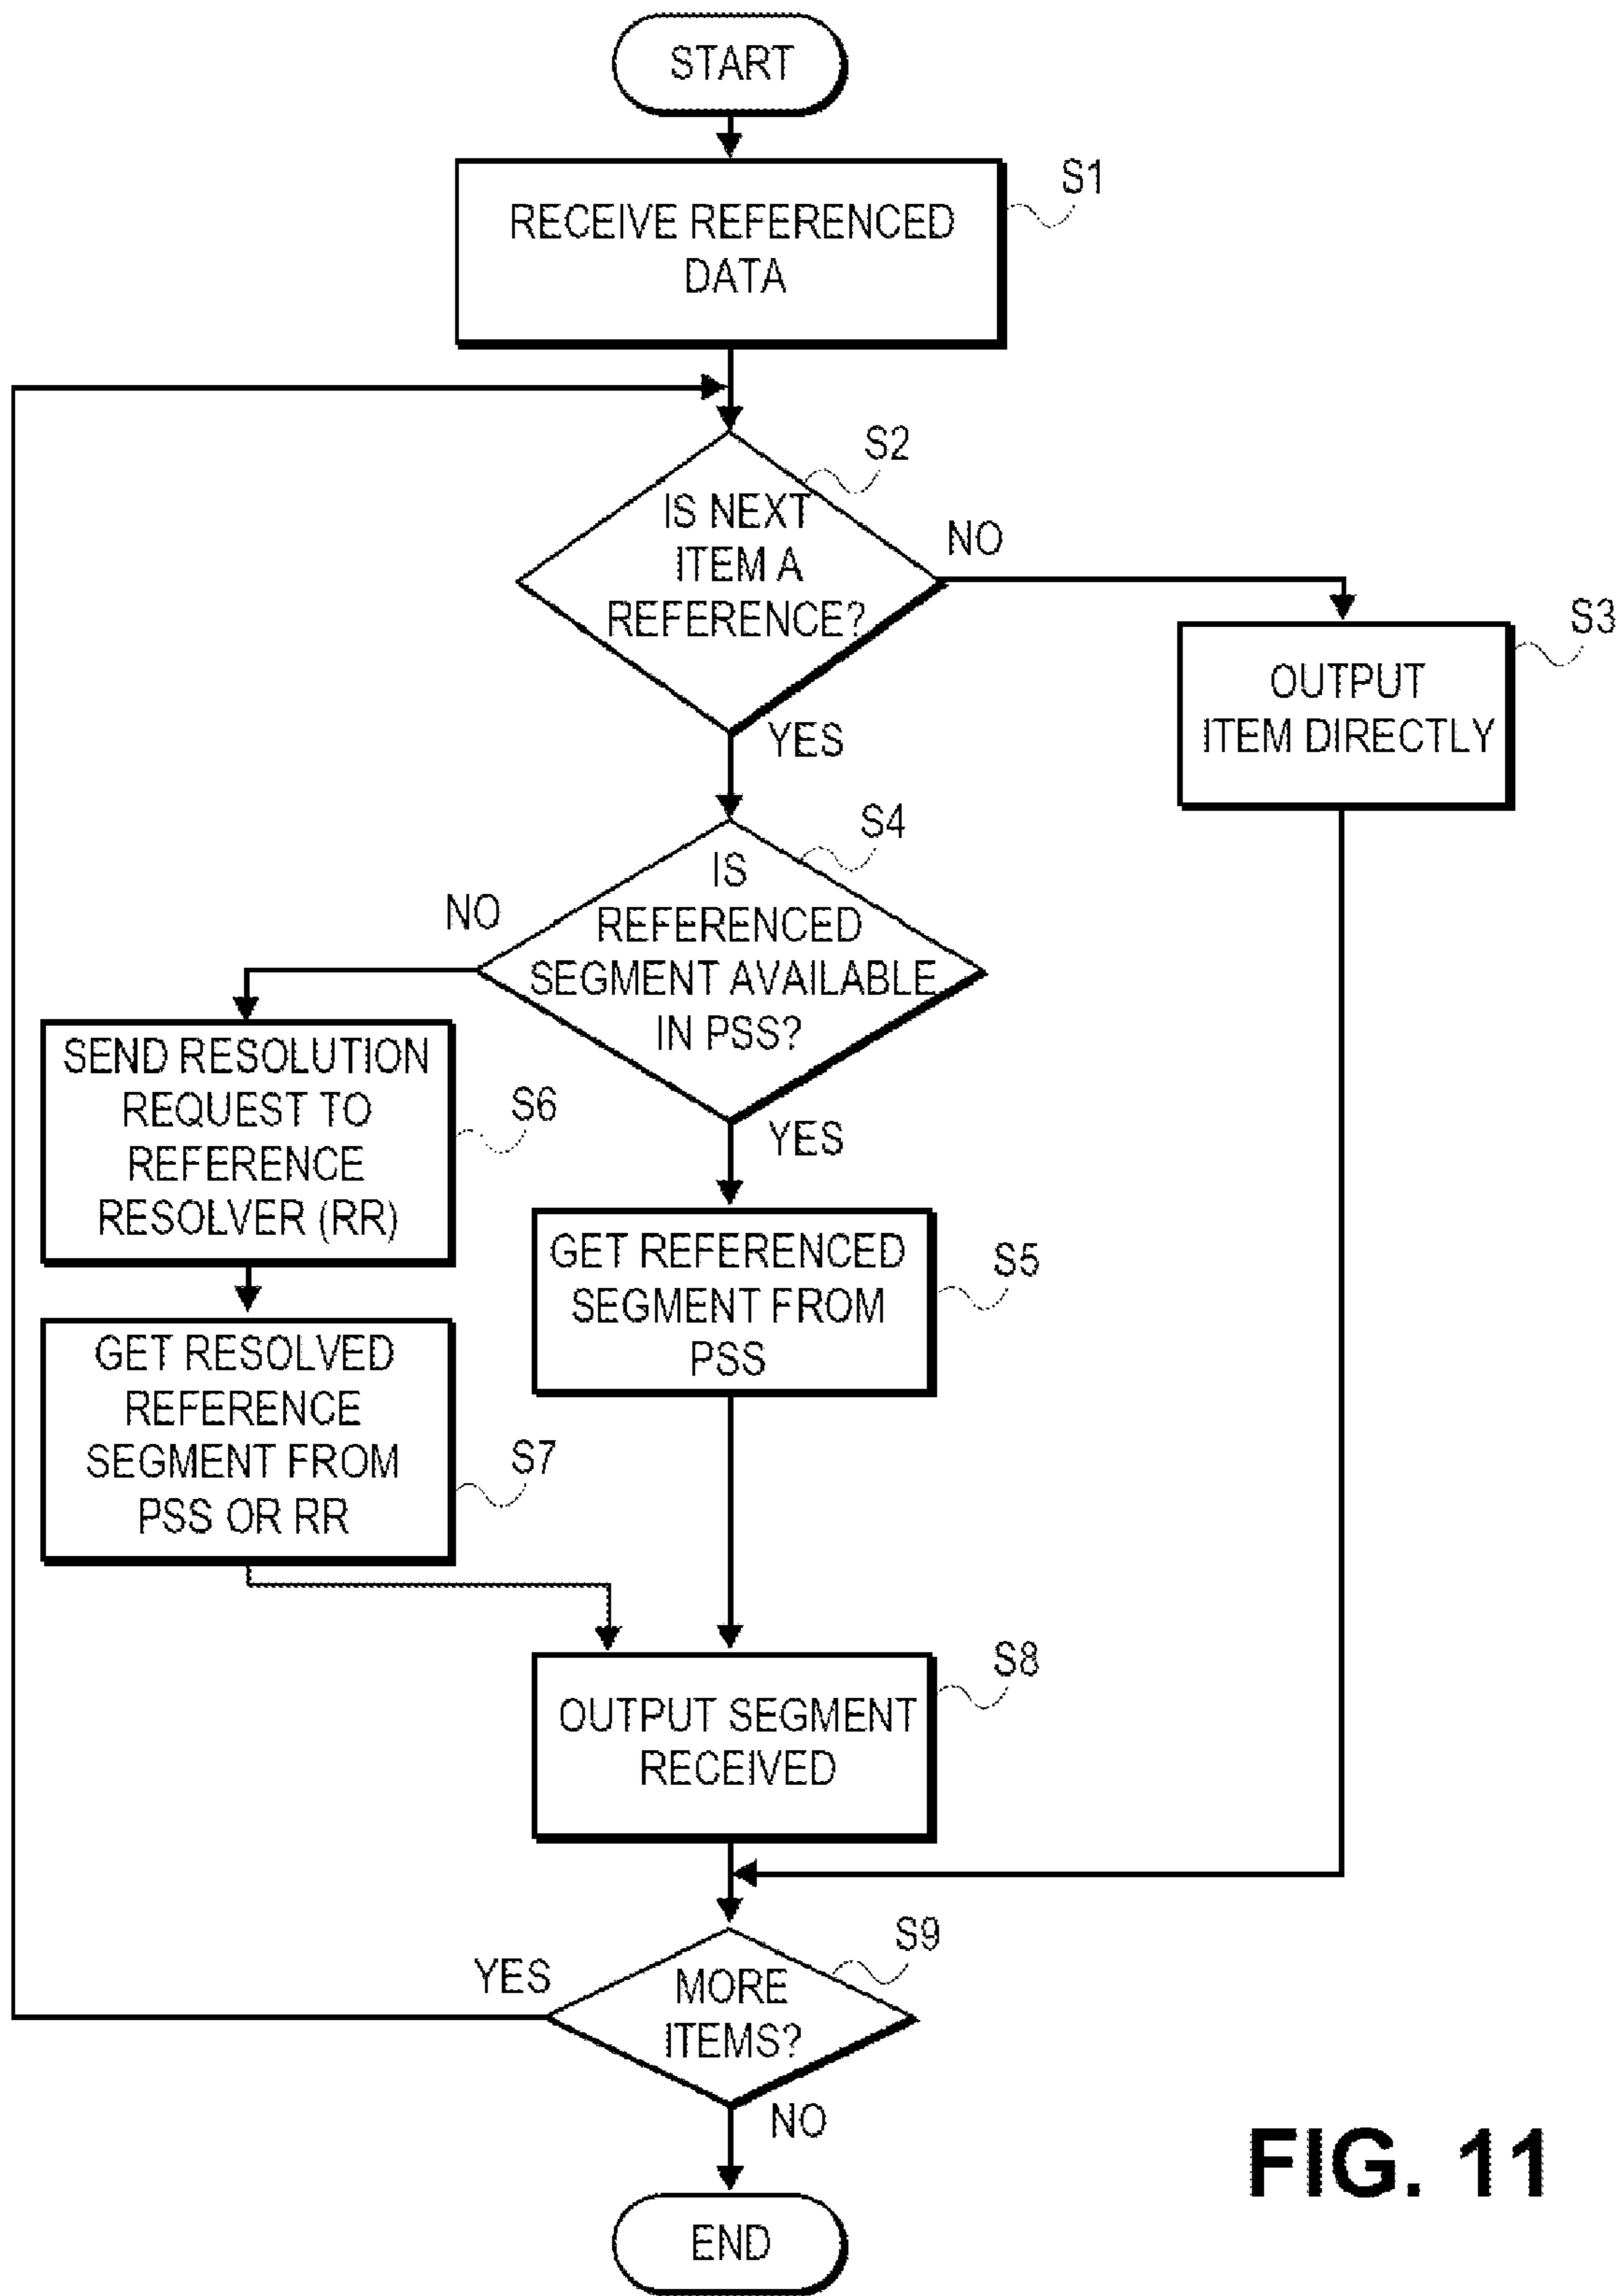 START
RECEIVE REFERENCED
DATA
S1
S2
IS NEXT
ITEM A
REFERENCE?
NO
YES
S3
OUTPUT
ITEM DIRECTLY
S4
IS
REFERENCED
SEGMENT AVAILABLE
IN PSS?
NO
YES
SEND RESOLUTION
REQUEST TO
REFERENCE
RESOLVER (RR)
S6
GET REFERENCED
SEGMENT FROM
PSS
S5
GET RESOLVED
REFERENCE
SEGMENT FROM
PSS OR RR
S7
OUTPUT SEGMENT
RECEIVED
S8
S9
MORE
ITEMS?
YES
NO
END
FIG. 11